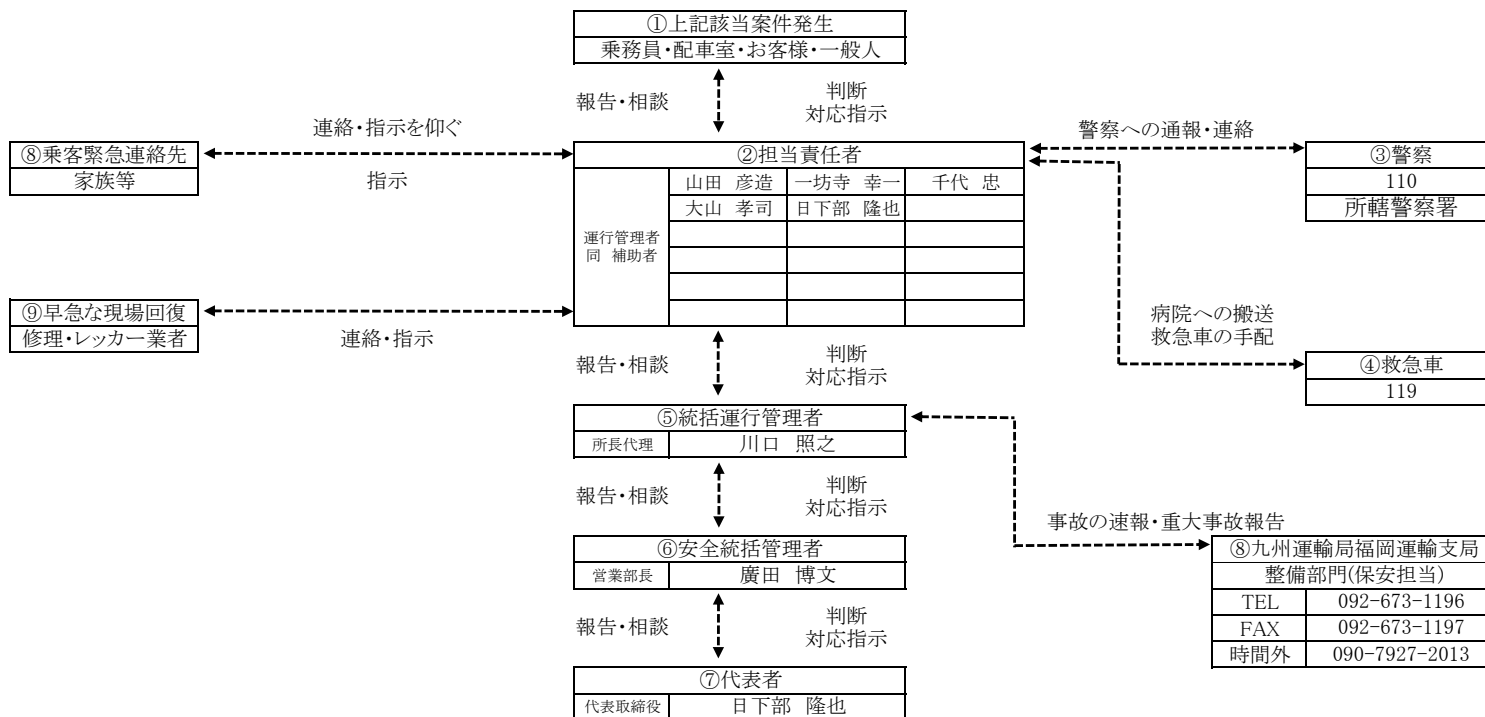 ①上記該当案件発生
乗務員・配車室・お客様・一般人
報告・相談
判断
対応指示
連絡・指示を仰ぐ
警察への通報・連絡
⑧乗客緊急連絡先
家族等
指示
②担当責任者
運行管理者
同 補助者
山田 彦造 一坊寺 幸一 千代 忠
大山 孝司 日下部 隆也
③警察
110
所轄警察署
⑨早急な現場回復
修理・レッカー業者
連絡・指示
病院への搬送
救急車の手配
④救急車
119
報告・相談
判断
対応指示
⑤統括運行管理者
所長代理 川口 照之
報告・相談
判断
対応指示
事故の速報・重大事故報告
⑥安全統括管理者
営業部長 廣田 博文
⑧九州運輸局福岡運輸支局
整備部門(保安担当)
TEL 092-673-1196
FAX 092-673-1197
時間外 090-7927-2013
報告・相談
判断
対応指示
⑦代表者
代表取締役 日下部 隆也